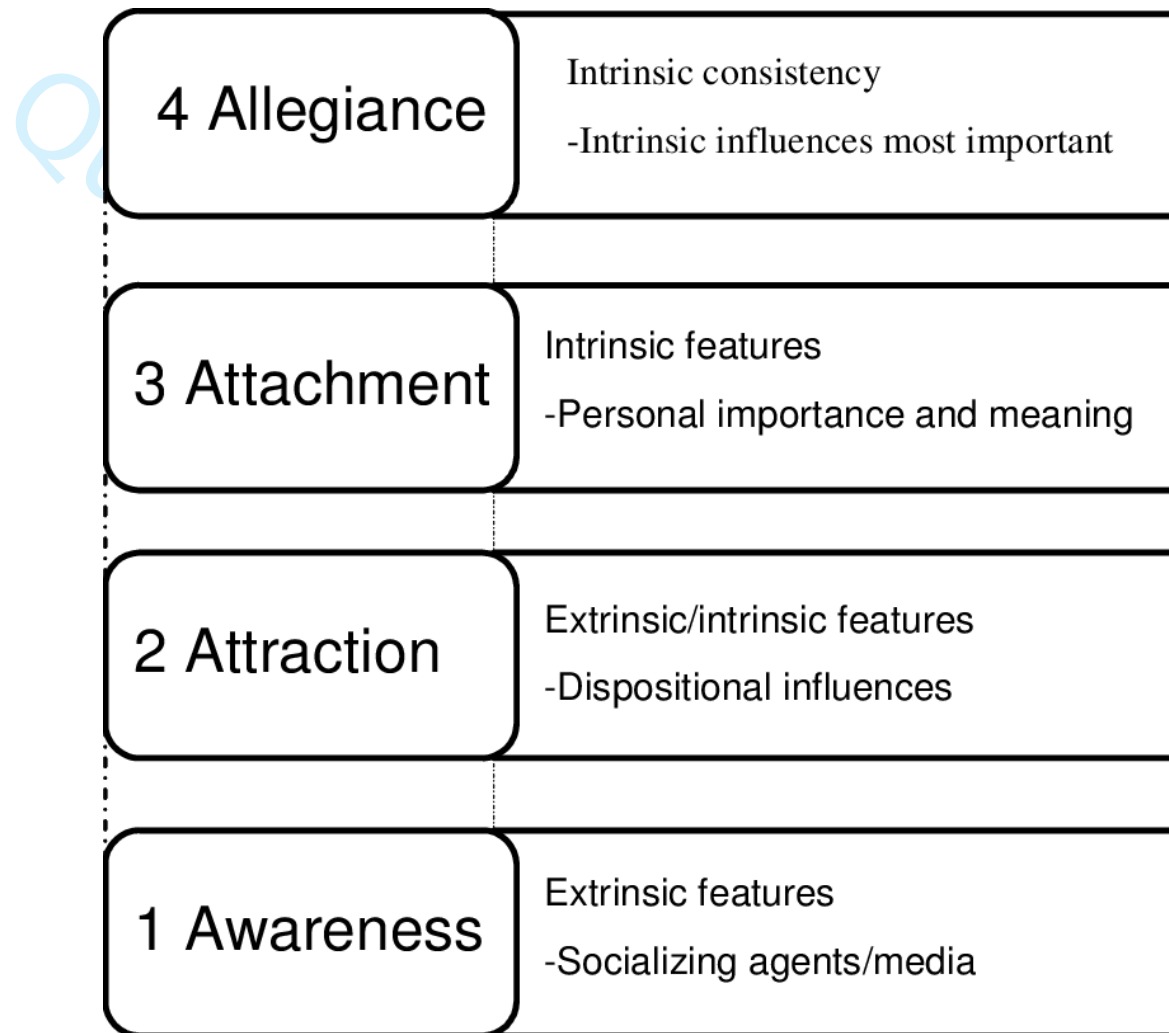 4 Allegiance
Intrinsic consistency
-Intrinsic influences most important
3 Attachment
Intrinsic features
-Personal importance and meaning
2 Attraction
Extrinsic/intrinsic features
-Dispositional influences
1 Awareness
Extrinsic features
-Socializing agents/media